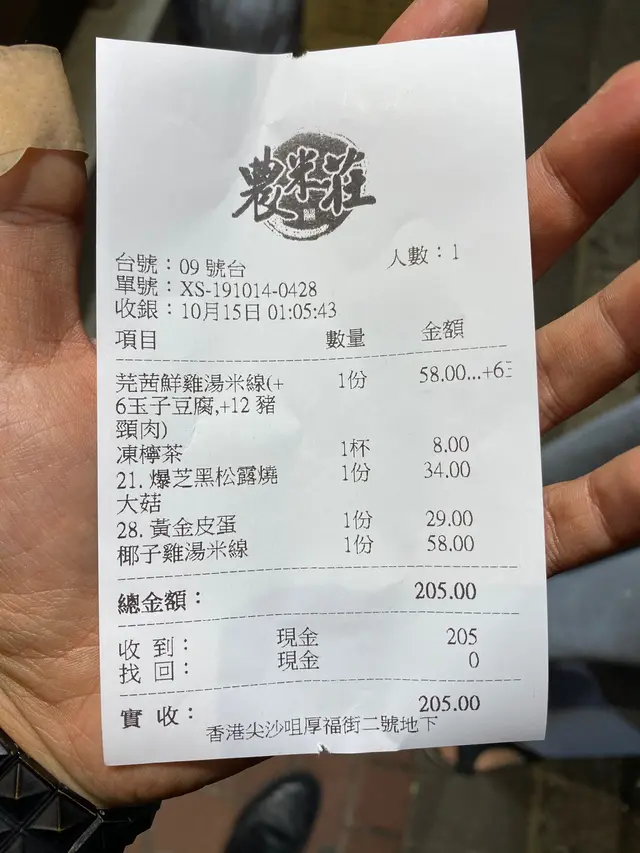 農米莊
台號：09 號台 人數：1
單號：XS-191014-0428
收銀：10月15日 01:05:43
項目 數量 金額
芫茜鮮雞湯米線(+ 1份 58.00...+6
6玉子豆腐,+12 豬
頸肉)
凍檸茶 1杯 8.00
21. 爆芝黑松露燒 1份 34.00
大菇
28. 黃金皮蛋 1份 29.00
椰子雞湯米線 1份 58.00
總金額： 205.00
收 到： 現金 205
找 回： 現金 0
實 收： 205.00
香港尖沙咀厚福街二號地下